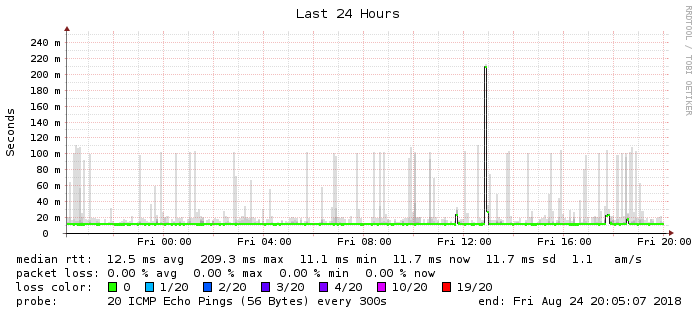 Last 24 Hours
RRDTOOL / TOBI OETIKER
Seconds
240 m
220 m
200 m
180 m
160 m
140 m
120 m
100 m
80 m
60 m
40 m
20 m
0
Fri 00:00 Fri 04:00 Fri 08:00 Fri 12:00 Fri 16:00 Fri 20:00
median rtt: 12.5 ms avg 209.3 ms max 11.1 ms min 11.7 ms now 11.7 ms sd 1.1 am/s
packet loss: 0.00 % avg 0.00 % max 0.00 % min 0.00 % now
loss color: 0 1/20 2/20 3/20 4/20 10/20 19/20
probe: 20 ICMP Echo Pings (56 Bytes) every 300s end: Fri Aug 24 20:05:07 2018